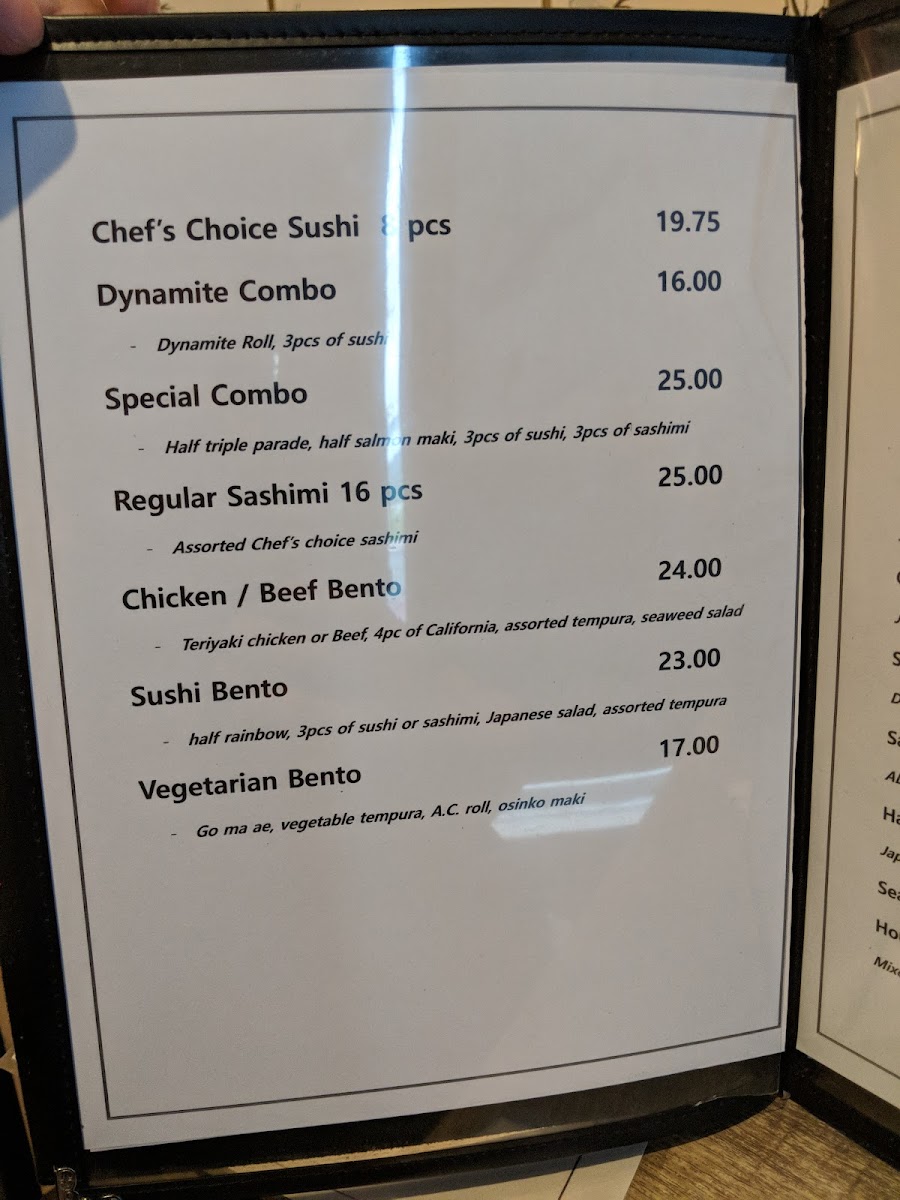 Chef's Choice Sushi 8 pcs 19.75
Dynamite Combo 16.00
- Dynamite Roll, 3pcs of sushi
Special Combo 25.00
- Half triple parade, half salmon maki, 3pcs of sushi, 3pcs of sashimi
Regular Sashimi 16 pcs 25.00
- Assorted Chef's choice sashimi
Chicken / Beef Bento 24.00
- Teriyaki chicken or Beef, 4pc of California, assorted tempura, seaweed salad
Sushi Bento 23.00
- half rainbow, 3pcs of sushi or sashimi, Japanese salad, assorted tempura
Vegetarian Bento 17.00
- Go ma ae, vegetable tempura, A.C. roll, osinko maki